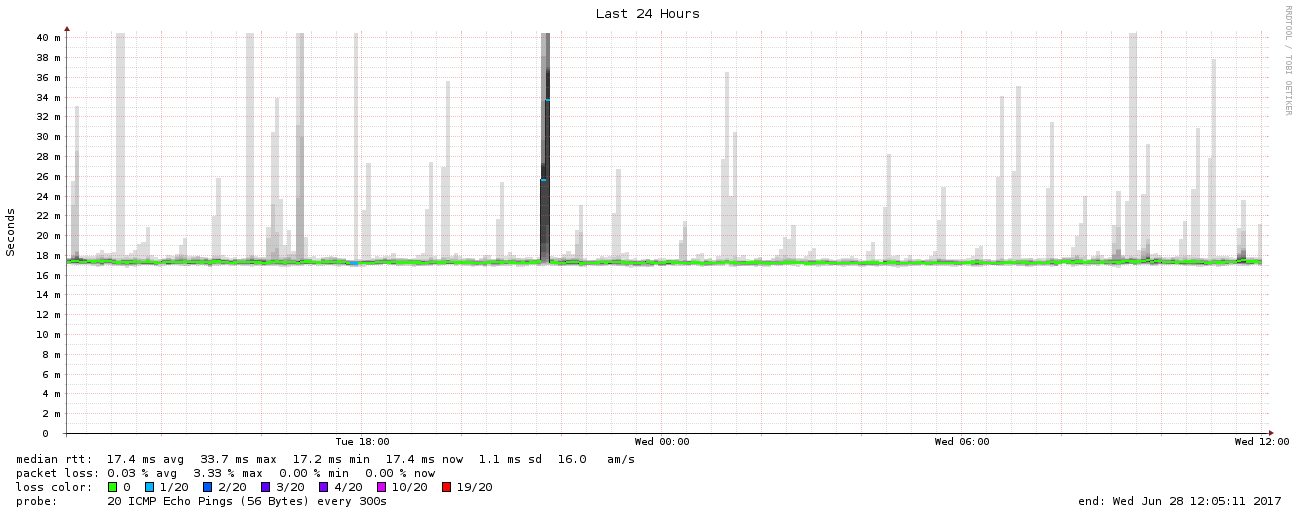 Last 24 Hours
RRDTOOL / TOBI OETIKER
Seconds
40 m
38 m
36 m
34 m
32 m
30 m
28 m
26 m
24 m
22 m
20 m
18 m
16 m
14 m
12 m
10 m
8 m
6 m
4 m
2 m
0
Tue 18:00 Wed 00:00 Wed 06:00 Wed 12:00
median rtt: 17.4 ms avg 33.7 ms max 17.2 ms min 17.4 ms now 1.1 ms sd 16.0 am/s
packet loss: 0.03 % avg 3.33 % max 0.00 % min 0.00 % now
loss color: 0 1/20 2/20 3/20 4/20 10/20 19/20
probe: 20 ICMP Echo Pings (56 Bytes) every 300s end: Wed Jun 28 12:05:11 2017